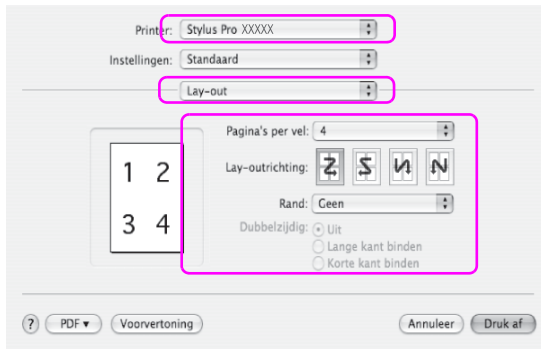 Printer: Stylus Pro XXXXX
Instellingen: Standaard
Lay-out
Pagina's per vel: 4
Lay-outrichting:
Rand: Geen
Dubbelzijdig: Uit
Lange kant binden
Korte kant binden
1 2
3 4
? PDF ▼ Voorvertoning Annuleer Druk af